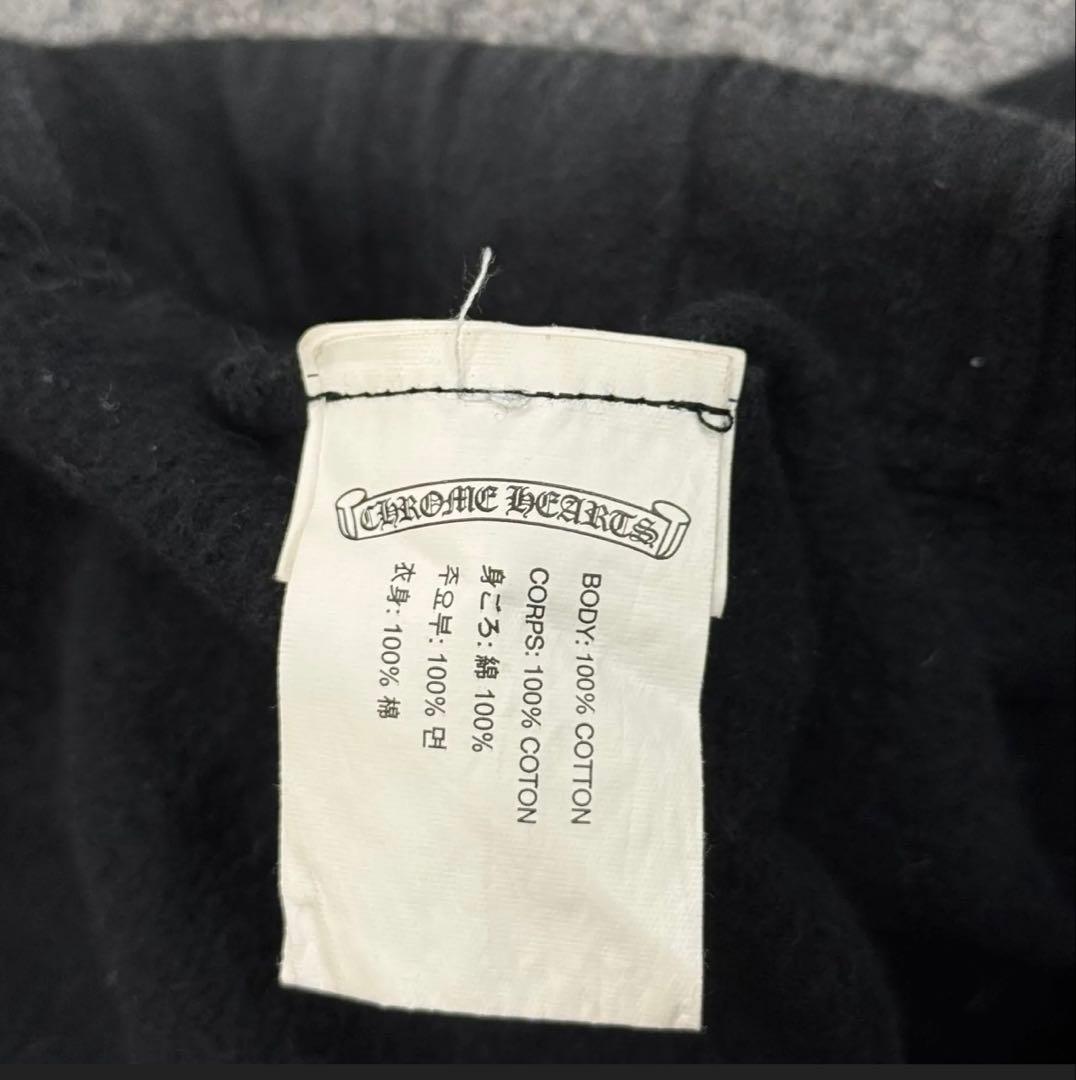 CHROME HEARTS
BODY: 100% COTTON
CORPS: 100% COTON
身ごろ: 綿 100%
주요부: 100% 면
衣身: 100% 棉